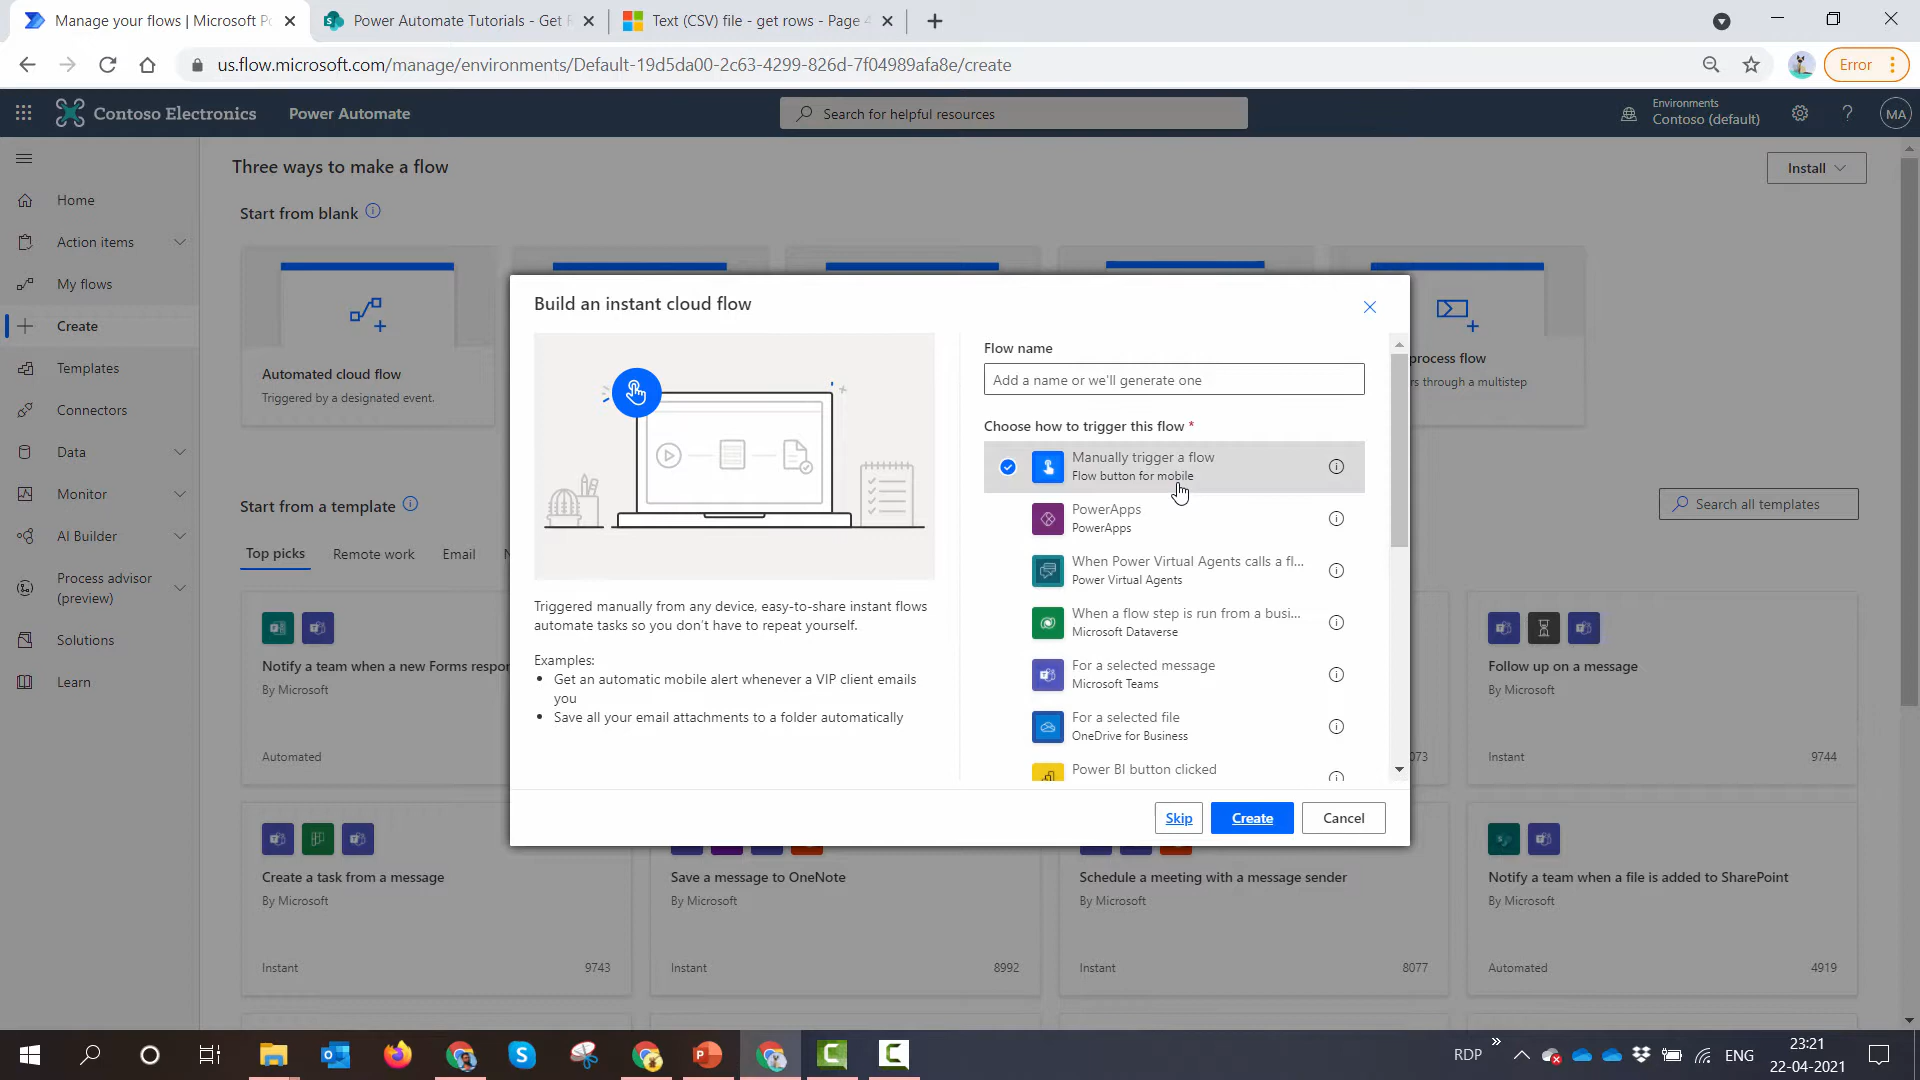 Manage your flows | Microsoft Po
Power Automate Tutorials - Get R
Text (CSV) file - get rows - Page 4
us.flow.microsoft.com/manage/environments/Default-19d5da00-2c63-4299-826d-7f04989afa8e/create
Error
Contoso Electronics
Power Automate
Search for helpful resources
Environments
Contoso (default)
MA
Three ways to make a flow
Install
Home
Action items
My flows
Create
Templates
Connectors
Data
Monitor
AI Builder
Process advisor
(preview)
Solutions
Learn
Start from blank
Automated cloud flow
Triggered by a designated event.
process flow
rs through a multistep
Start from a template
Search all templates
Top picks
Remote work
Email
N
Build an instant cloud flow
Triggered manually from any device, easy-to-share instant flows
automate tasks so you don't have to repeat yourself.
Examples:
• Get an automatic mobile alert whenever a VIP client emails
you
• Save all your email attachments to a folder automatically
Flow name
Add a name or we'll generate one
Choose how to trigger this flow *
Manually trigger a flow
Flow button for mobile
PowerApps
PowerApps
When Power Virtual Agents calls a fl...
Power Virtual Agents
When a flow step is run from a busi...
Microsoft Dataverse
For a selected message
Microsoft Teams
For a selected file
OneDrive for Business
Power BI button clicked
Skip
Create
Cancel
Notify a team when a new Forms respon
By Microsoft
Automated
073
Follow up on a message
By Microsoft
Instant
9744
Create a task from a message
By Microsoft
Instant
9743
Save a message to OneNote
By Microsoft
Instant
8992
Schedule a meeting with a message sender
By Microsoft
Instant
8077
Notify a team when a file is added to SharePoint
By Microsoft
Automated
4919
RDP
ENG
23:21
22-04-2021